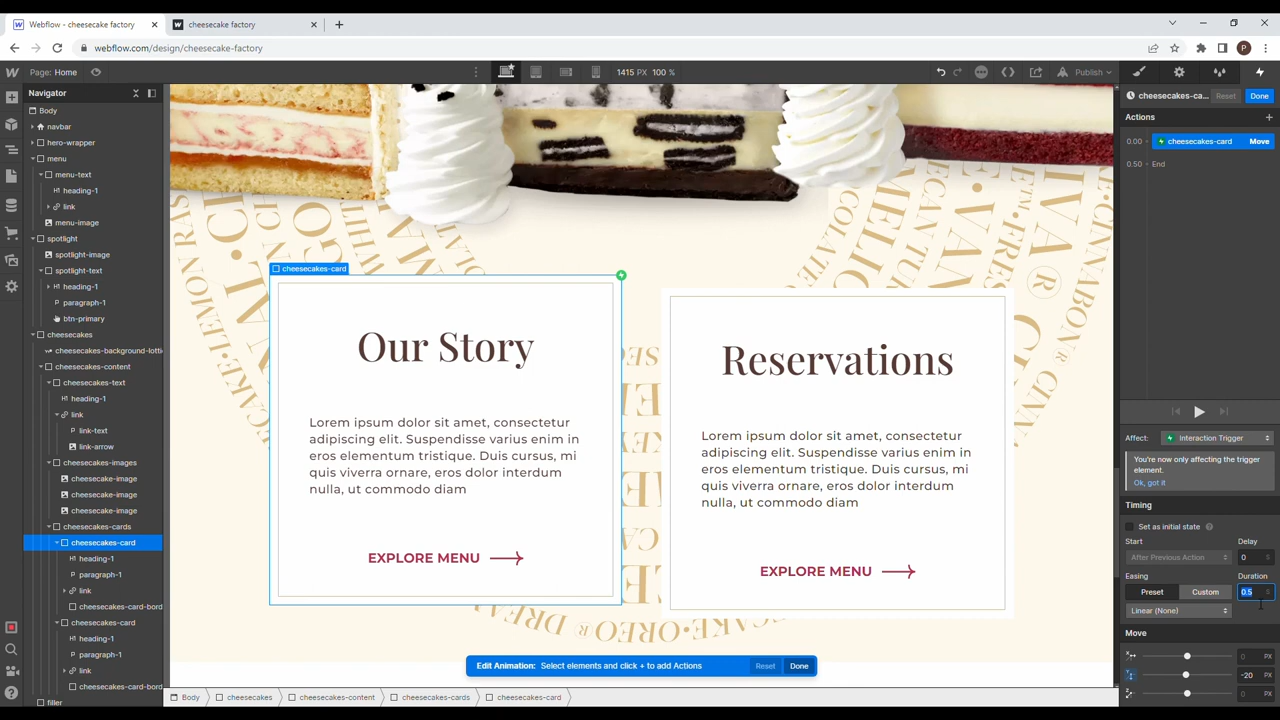 Webflow - cheesecake factory
cheesecake factory
webflow.com/design/cheesecake-factory
P
Page: Home
1415 PX 100 %
Publish
Navigator
Body
navbar
hero-wrapper
menu
menu-text
heading-1
link
menu-image
spotlight
spotlight-image
spotlight-text
heading-1
paragraph-1
btn-primary
cheesecakes
cheesecakes-background-lotti
cheesecakes-content
cheesecakes-text
heading-1
link
link-text
link-arrow
cheesecakes-images
cheesecake-image
cheesecake-image
cheesecake-image
cheesecakes-cards
cheesecakes-card
heading-1
paragraph-1
link
cheesecakes-card-bord
cheesecakes-card
heading-1
paragraph-1
link
cheesecakes-card-bord
filler
cheesecakes-card
Our Story
Lorem ipsum dolor sit amet, consectetur
adipiscing elit. Suspendisse varius enim in
eros elementum tristique. Duis cursus, mi
quis viverra ornare, eros dolor interdum
nulla, ut commodo diam
EXPLORE MENU
Reservations
Lorem ipsum dolor sit amet, consectetur
adipiscing elit. Suspendisse varius enim in
eros elementum tristique. Duis cursus, mi
quis viverra ornare, eros dolor interdum
nulla, ut commodo diam
EXPLORE MENU
Edit Animation: Select elements and click + to add Actions
Reset
Done
Body
cheesecakes
cheesecakes-content
cheesecakes-cards
cheesecakes-card
cheesecakes-ca...
Reset
Done
Actions
0.00 cheesecakes-card Move
0.50 End
Affect: Interaction Trigger
You're now only affecting the trigger
element.
Ok, got it
Timing
Set as initial state
Start
Delay
After Previous Action
0 S
Easing
Duration
Preset
Custom
0.5 S
Linear (None)
Move
0 PX
-20 PX
0 PX